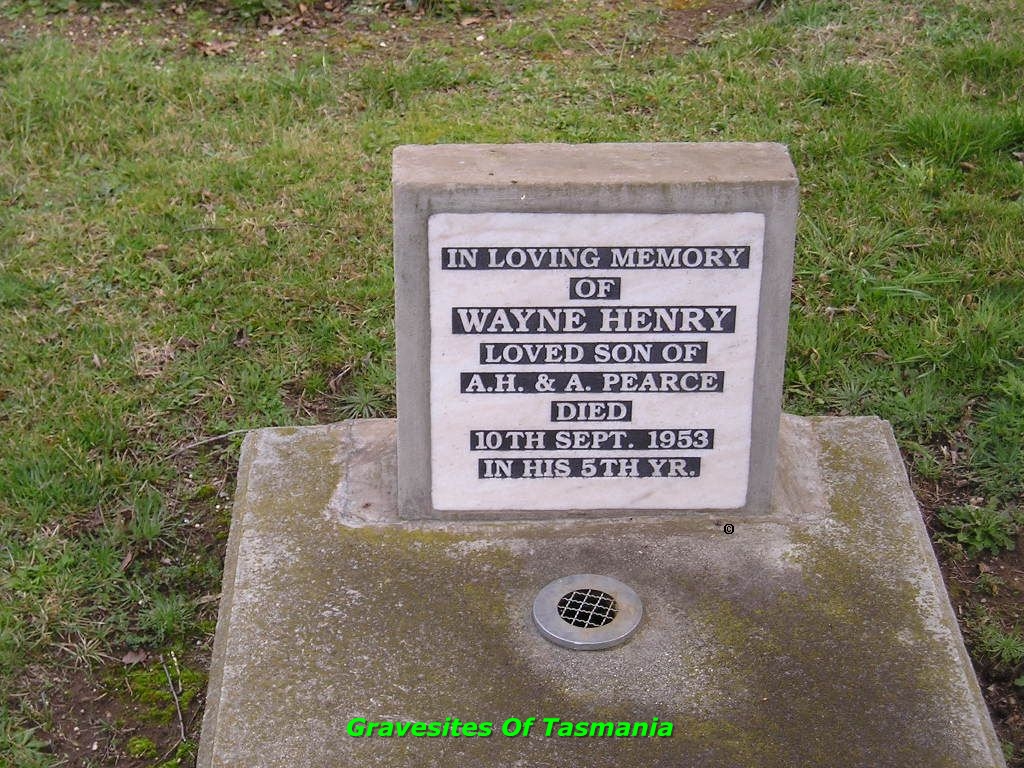 IN LOVING MEMORY
OF
WAYNE HENRY
LOVED SON OF
A.H. & A. PEARCE
DIED
10TH SEPT. 1953
IN HIS 5TH YR.
©
Gravesites Of Tasmania